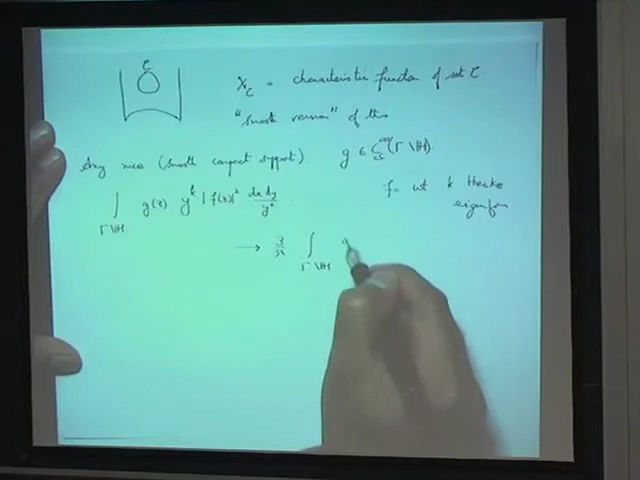 C
χ_C = characteristic function of set C
"smooth version" of this
Any nice (smooth compact support) g ∈ C_c^∞(Γ\H)
∫_{Γ\H} g(z) y^k |f(z)|² dx dy / y²
f = wt k Hecke
eigenform
→ 3/π ∫_{Γ\H}